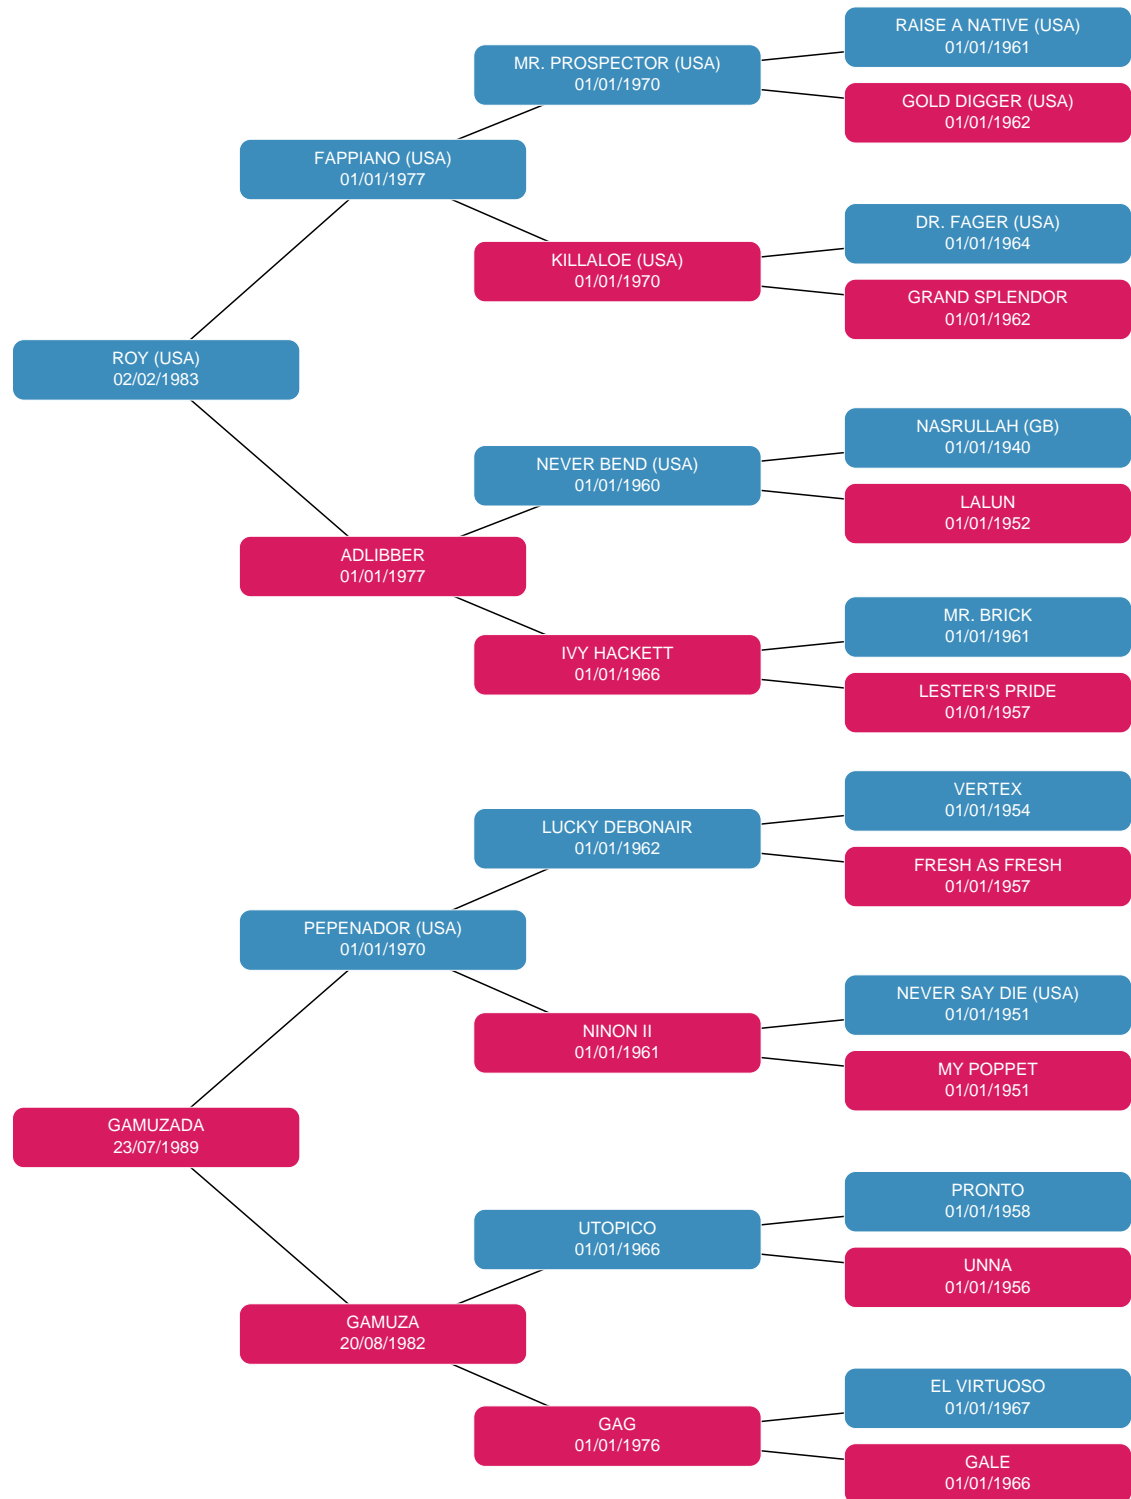 RAISE A NATIVE (USA)
01/01/1961
MR. PROSPECTOR (USA)
01/01/1970
GOLD DIGGER (USA)
01/01/1962
FAPPIANO (USA)
01/01/1977
DR. FAGER (USA)
01/01/1964
KILLALOE (USA)
01/01/1970
GRAND SPLENDOR
01/01/1962
ROY (USA)
02/02/1983
NASRULLAH (GB)
01/01/1940
NEVER BEND (USA)
01/01/1960
LALUN
01/01/1952
ADLIBBER
01/01/1977
MR. BRICK
01/01/1961
IVY HACKETT
01/01/1966
LESTER'S PRIDE
01/01/1957
VERTEX
01/01/1954
LUCKY DEBONAIR
01/01/1962
FRESH AS FRESH
01/01/1957
PEPENADOR (USA)
01/01/1970
NEVER SAY DIE (USA)
01/01/1951
NINON II
01/01/1961
MY POPPET
01/01/1951
GAMUZADA
23/07/1989
PRONTO
01/01/1958
UTOPICO
01/01/1966
UNNA
01/01/1956
GAMUZA
20/08/1982
EL VIRTUOSO
01/01/1967
GAG
01/01/1976
GALE
01/01/1966